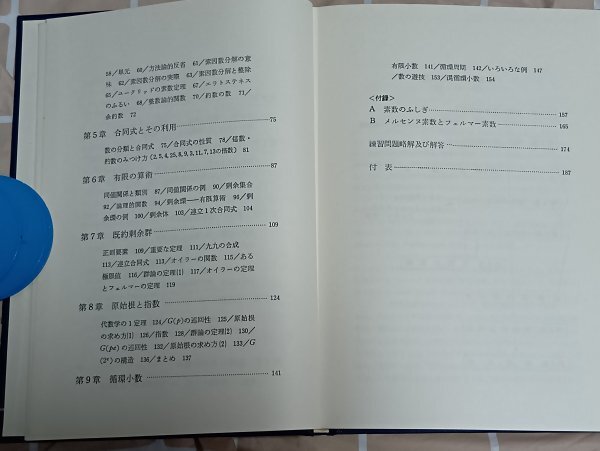 58／単元 60／方法論的反省 61／素因数分解の意
味 62／素因数分解の実際 63／素因数分解と整除
65／ユークリッドの素数定理 67／エラトステネス
のふるい 68／整数論的関数 70／約数の数 71／
余約数 72
第5章 合同式とその利用 75
数の分類と合同式 75／合同式の性質 78／倍数・
約数のみつけ方(2, 5, 4, 25, 8, 9, 3, 11, 7, 13の指数) 81
第6章 有限の算術 87
同値関係と類別 87／同値関係の例 90／剰余集合
92／論理的関数 94／剰余環——有限算術 96／剰
余環の例 100／剰余体 103／連立1次合同式 104
第7章 既約剰余群 109
正則要素 109／重要な定理 111／九九の合成
113／連立合同式 113／オイラーの関数 115／ある
極限値 116／群論の定理(1) 117／オイラーの定理
とフェルマーの定理 119
第8章 原始根と指数 124
代数学の1定理 124／G(p)の巡回性 125／原始根
の求め方(1) 126／指数 128／群論の定理(2) 130／
G(pe)の巡回性 132／原始根の求め方(2) 133／G
(2e)の構造 136／まとめ 137
第9章 循環小数 141
有限小数 141／循環周期 142／いろいろな例 147
／数の遊技 153／混循環小数 154
＜付録＞
A 素数のふしぎ 157
B メルセンヌ素数とフェルマー素数 165
練習問題略解及び解答 174
付表 187